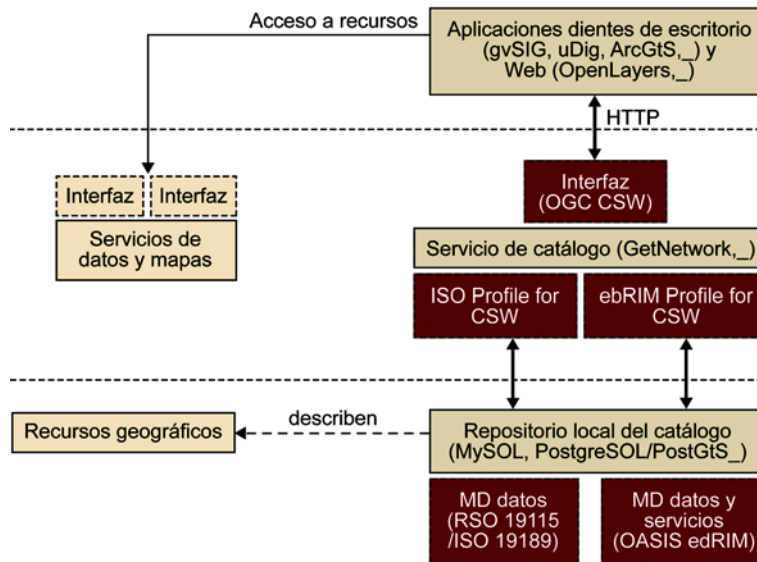 Acceso a recursos
Aplicaciones dientes de escritorio
(gvSIG, uDig, ArcGtS,_) y
Web (OpenLayers,_)
HTTP
Interfaz
Interfaz
Servicios de
datos y mapas
Interfaz
(OGC CSW)
Servicio de catálogo (GetNetwork,_)
ISO Profile for
CSW
ebRIM Profile for
CSW
Recursos geográficos
describen
Repositorio local del catálogo
(MySOL, PostgreSOL/PostGtS_)
MD datos
(RSO 19115
/ISO 19189)
MD datos y
servicios
(OASIS edRIM)